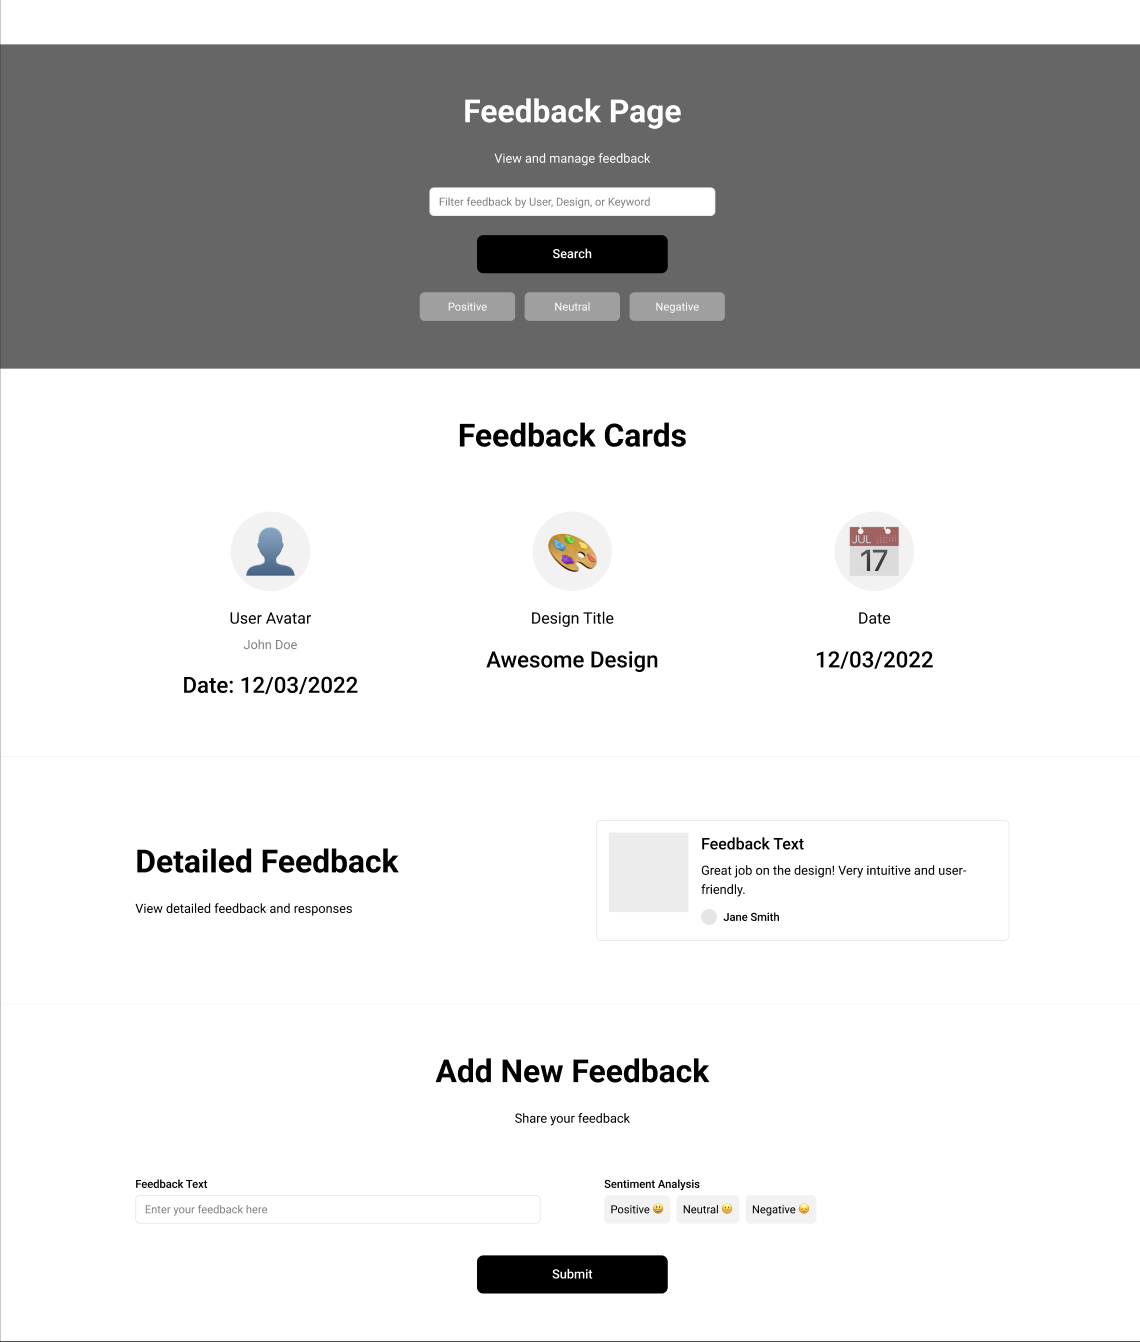 Feedback Page
View and manage feedback
Filter feedback by User, Design, or Keyword
Search
Positive
Neutral
Negative
Feedback Cards
User Avatar
John Doe
Date: 12/03/2022
Design Title
Awesome Design
JUL
17
Date
12/03/2022
Detailed Feedback
View detailed feedback and responses
Feedback Text
Great job on the design! Very intuitive and user-
friendly.
Jane Smith
Add New Feedback
Share your feedback
Feedback Text
Enter your feedback here
Sentiment Analysis
Positive 😀
Neutral 😐
Negative 😞
Submit